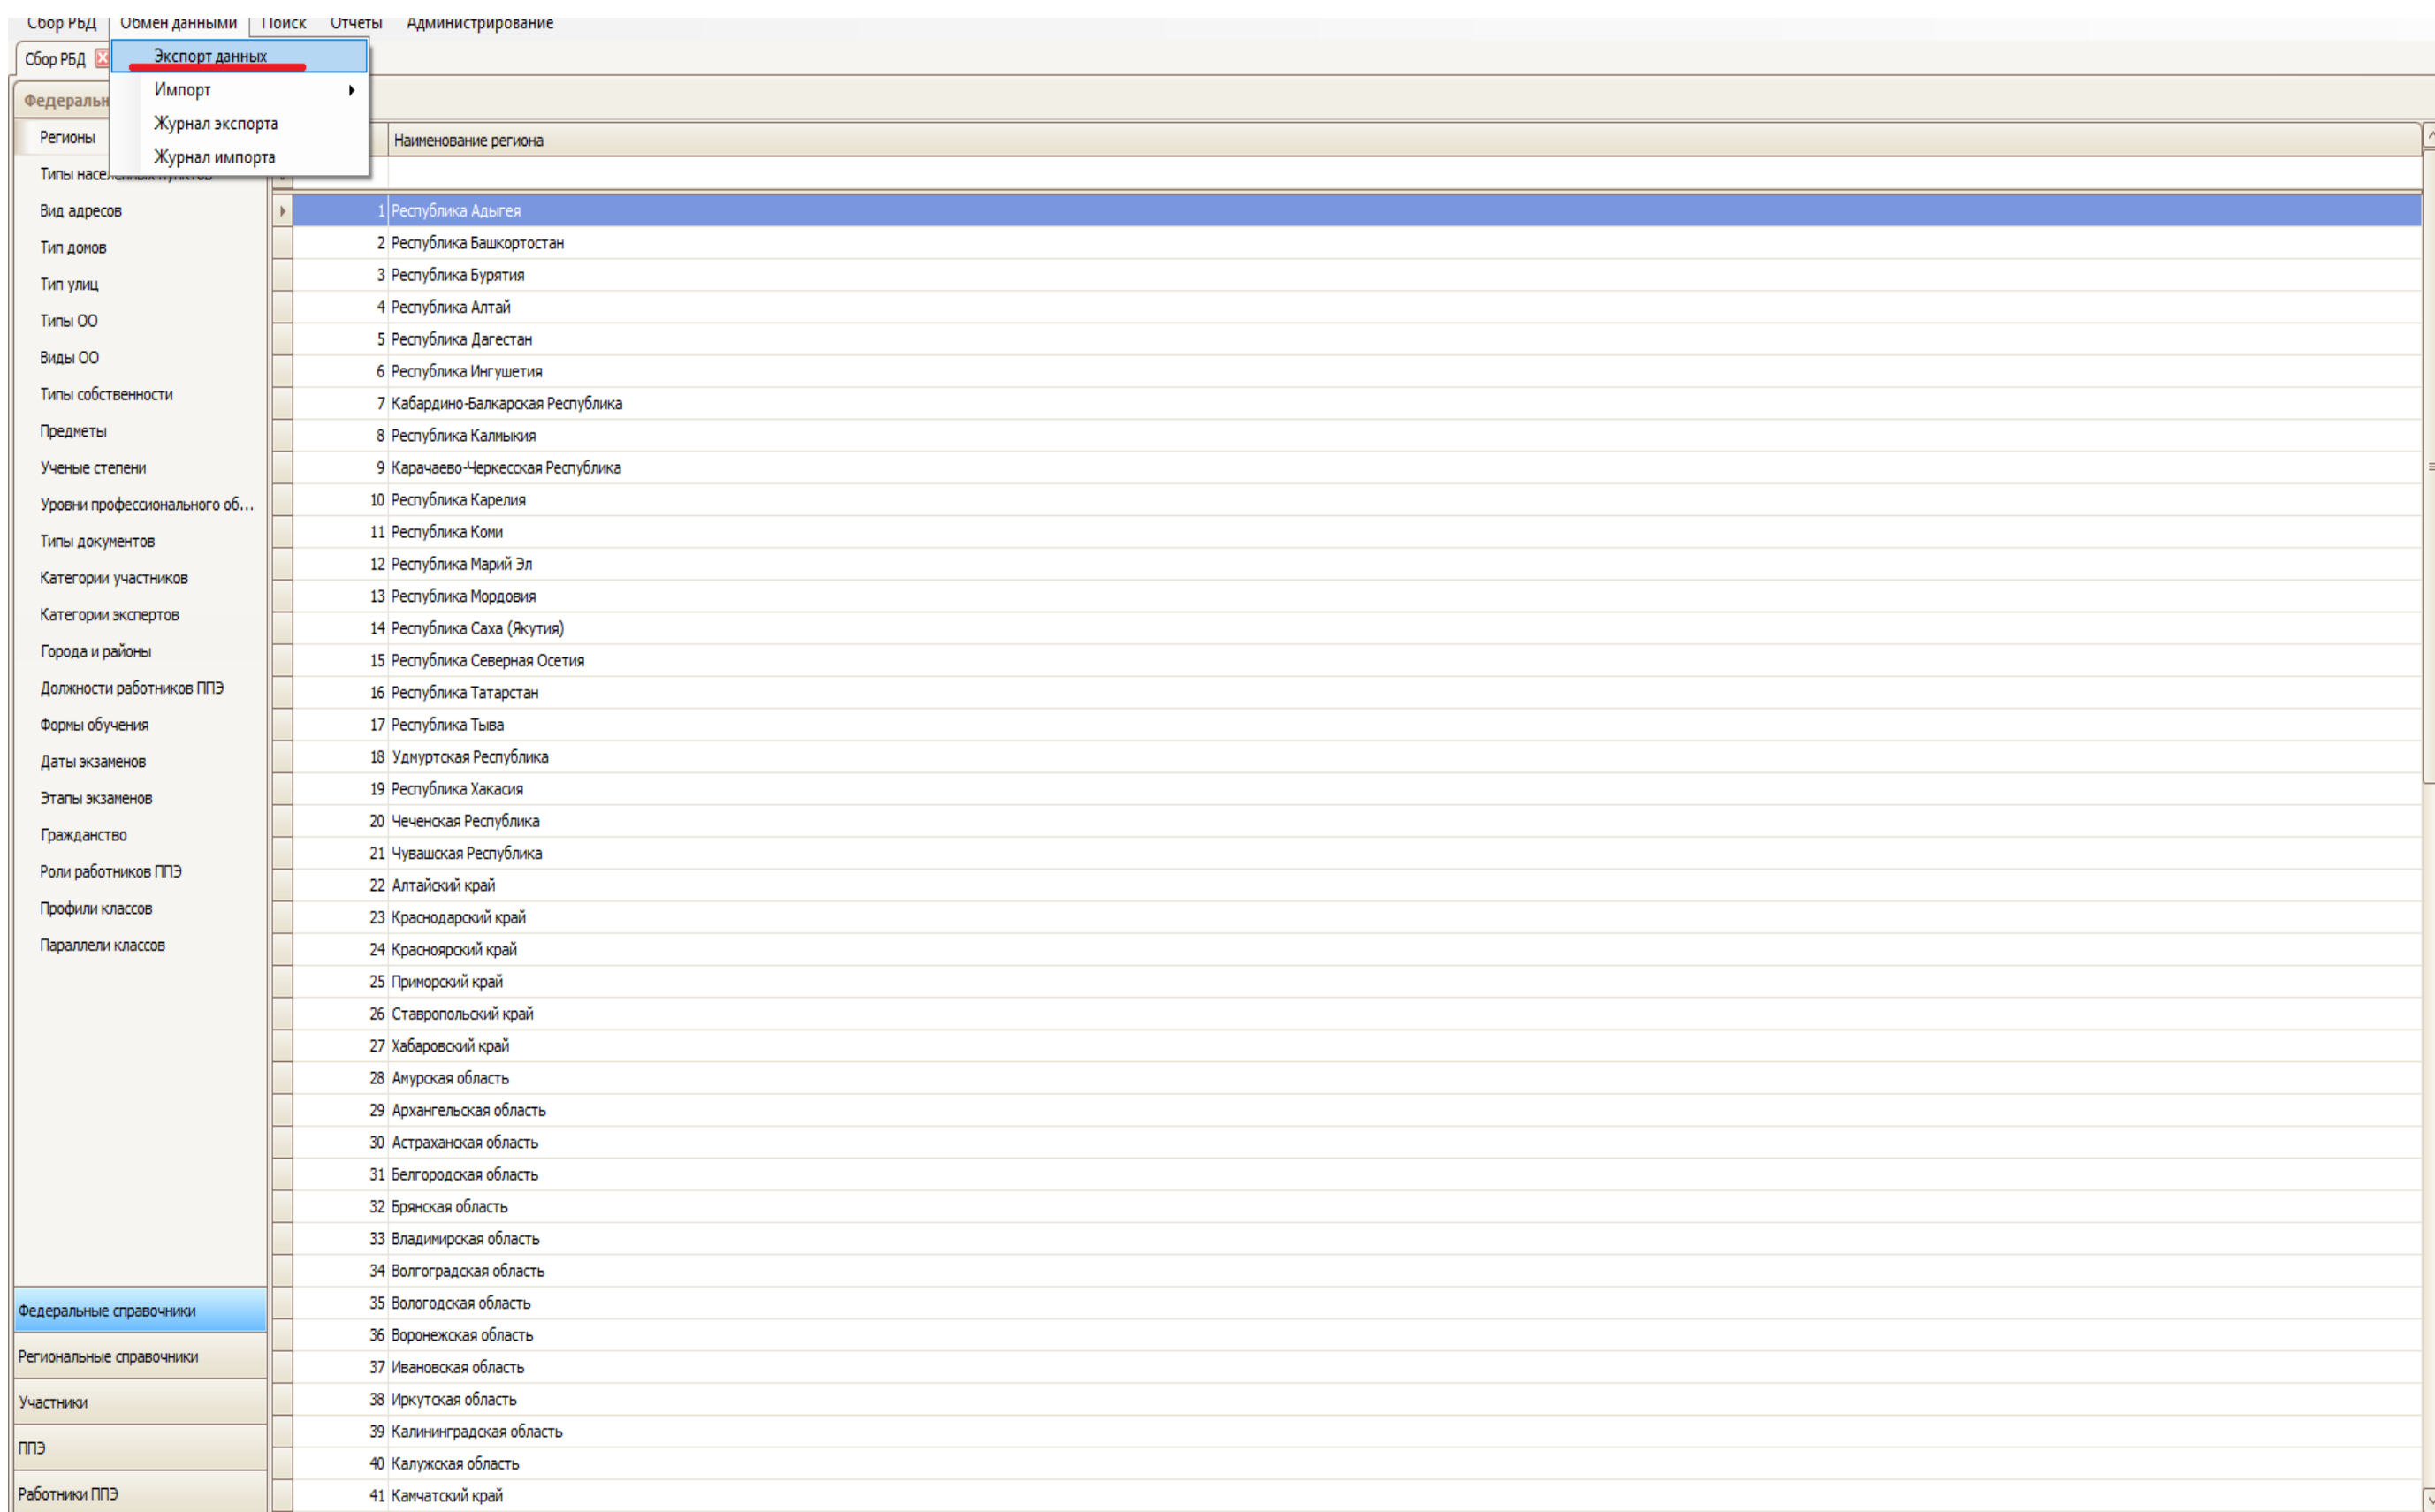 Сбор РБД Обмен данными Поиск Отчеты Администрирование
Сбор РБД
Экспорт данных
Импорт
Журнал экспорта
Журнал импорта
Регионы
Типы
Вид адресов
Тип домов
Тип улиц
Типы ОО
Виды ОО
Типы собственности
Предметы
Ученые степени
Уровни профессионального об...
Типы документов
Категории участников
Категории экспертов
Города и районы
Должности работников ППЭ
Формы обучения
Даты экзаменов
Этапы экзаменов
Гражданство
Роли работников ППЭ
Профили классов
Параллели классов
Федеральные справочники
Региональные справочники
Участники
ППЭ
Работники ППЭ
Наименование региона
1 Республика Адыгея
2 Республика Башкортостан
3 Республика Бурятия
4 Республика Алтай
5 Республика Дагестан
6 Республика Ингушетия
7 Кабардино-Балкарская Республика
8 Республика Калмыкия
9 Карачаево-Черкесская Республика
10 Республика Карелия
11 Республика Коми
12 Республика Марий Эл
13 Республика Мордовия
14 Республика Саха (Якутия)
15 Республика Северная Осетия
16 Республика Татарстан
17 Республика Тыва
18 Удмуртская Республика
19 Республика Хакасия
20 Чеченская Республика
21 Чувашская Республика
22 Алтайский край
23 Краснодарский край
24 Красноярский край
25 Приморский край
26 Ставропольский край
27 Хабаровский край
28 Амурская область
29 Архангельская область
30 Астраханская область
31 Белгородская область
32 Брянская область
33 Владимирская область
34 Волгоградская область
35 Вологодская область
36 Воронежская область
37 Ивановская область
38 Иркутская область
39 Калининградская область
40 Калужская область
41 Камчатский край